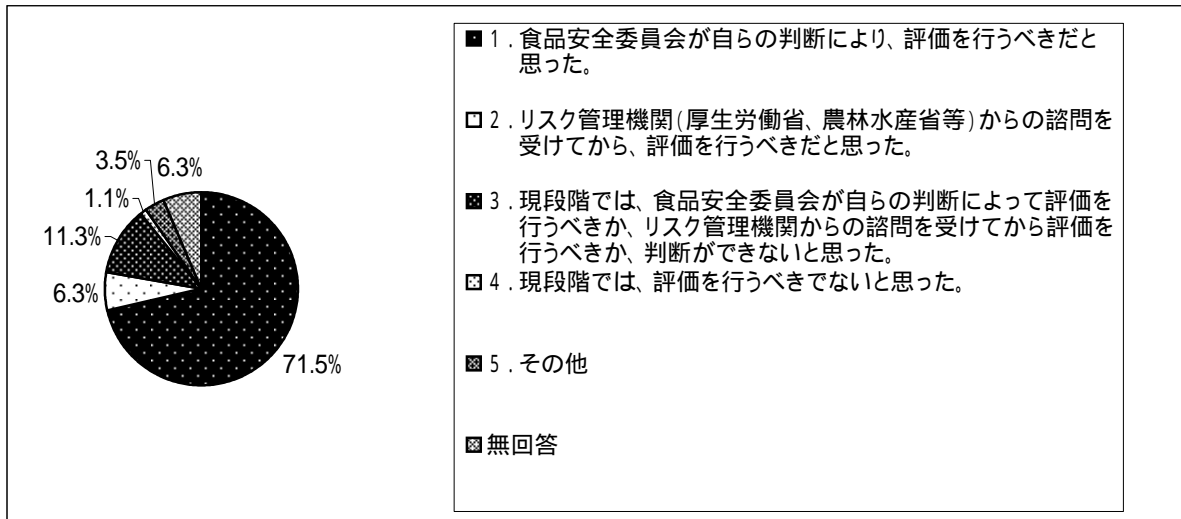 3.5%
6.3%
1.1%
11.3%
6.3%
71.5%
1.食品安全委員会が自らの判断により、評価を行うべきだと
思った。
2.リスク管理機関(厚生労働省、農林水産省等)からの諮問を
受けてから、評価を行うべきだと思った。
3.現段階では、食品安全委員会が自らの判断によって評価を
行うべきか、リスク管理機関からの諮問を受けてから評価を
行うべきか、判断ができないと思った。
4.現段階では、評価を行うべきでないと思った。
5.その他
無回答